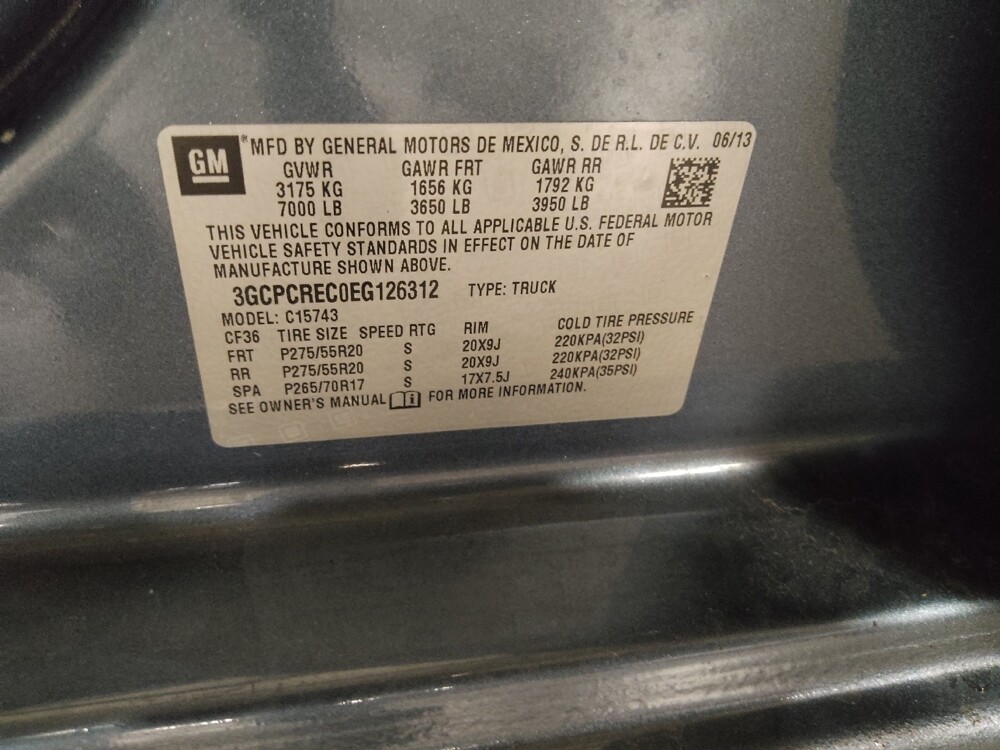 GM
®MFD BY GENERAL MOTORS DE MEXICO, S. DE R.L. DE C.V. 06/13
GVWR GAWR FRT GAWR RR
3175 KG 1656 KG 1792 KG
7000 LB 3650 LB 3950 LB
THIS VEHICLE CONFORMS TO ALL APPLICABLE U.S. FEDERAL MOTOR
VEHICLE SAFETY STANDARDS IN EFFECT ON THE DATE OF
MANUFACTURE SHOWN ABOVE.
3GCPCREC0EG126312 TYPE: TRUCK
MODEL: C15743
CF36 TIRE SIZE SPEED RTG RIM COLD TIRE PRESSURE
FRT P275/55R20 S 20X9J 220KPA(32PSI)
RR P275/55R20 S 20X9J 220KPA(32PSI)
SPA P265/70R17 S 17X7.5J 240KPA(35PSI)
SEE OWNER'S MANUAL i FOR MORE INFORMATION.